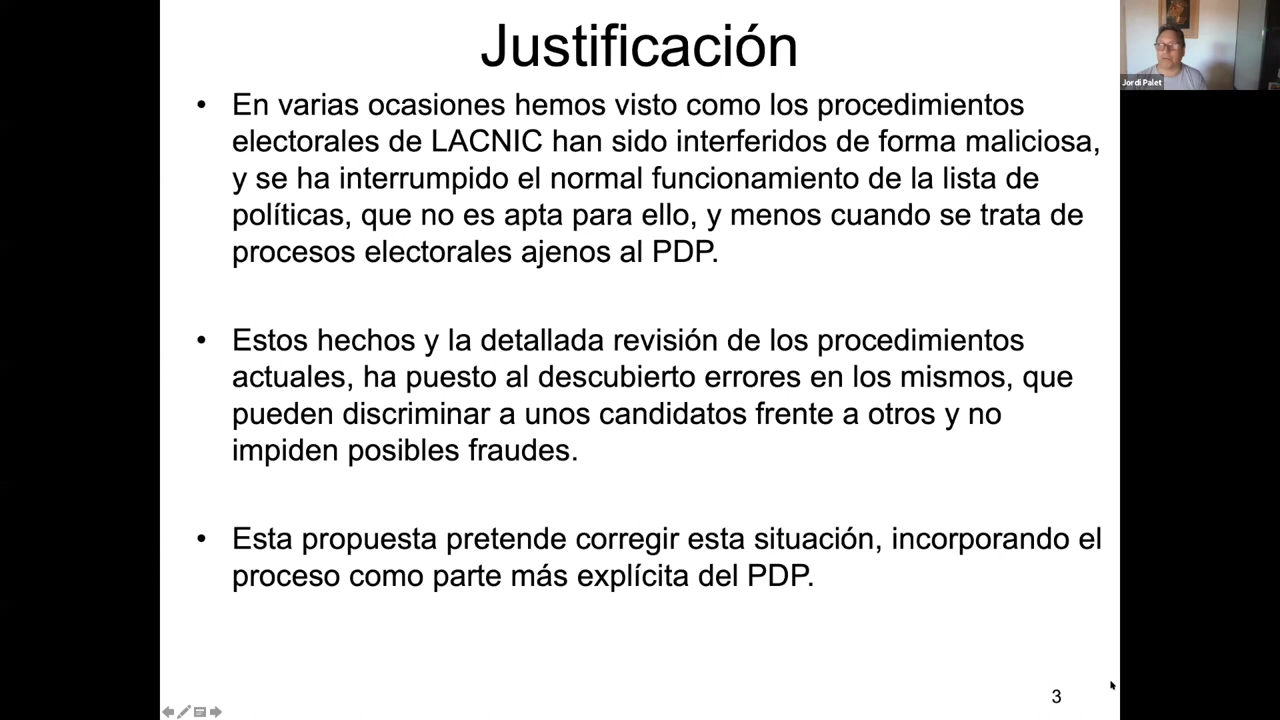 Justificación
Jordi Palet
• En varias ocasiones hemos visto como los procedimientos
electorales de LACNIC han sido interferidos de forma maliciosa,
y se ha interrumpido el normal funcionamiento de la lista de
políticas, que no es apta para ello, y menos cuando se trata de
procesos electorales ajenos al PDP.
• Estos hechos y la detallada revisión de los procedimientos
actuales, ha puesto al descubierto errores en los mismos, que
pueden discriminar a unos candidatos frente a otros y no
impiden posibles fraudes.
• Esta propuesta pretende corregir esta situación, incorporando el
proceso como parte más explícita del PDP.
3